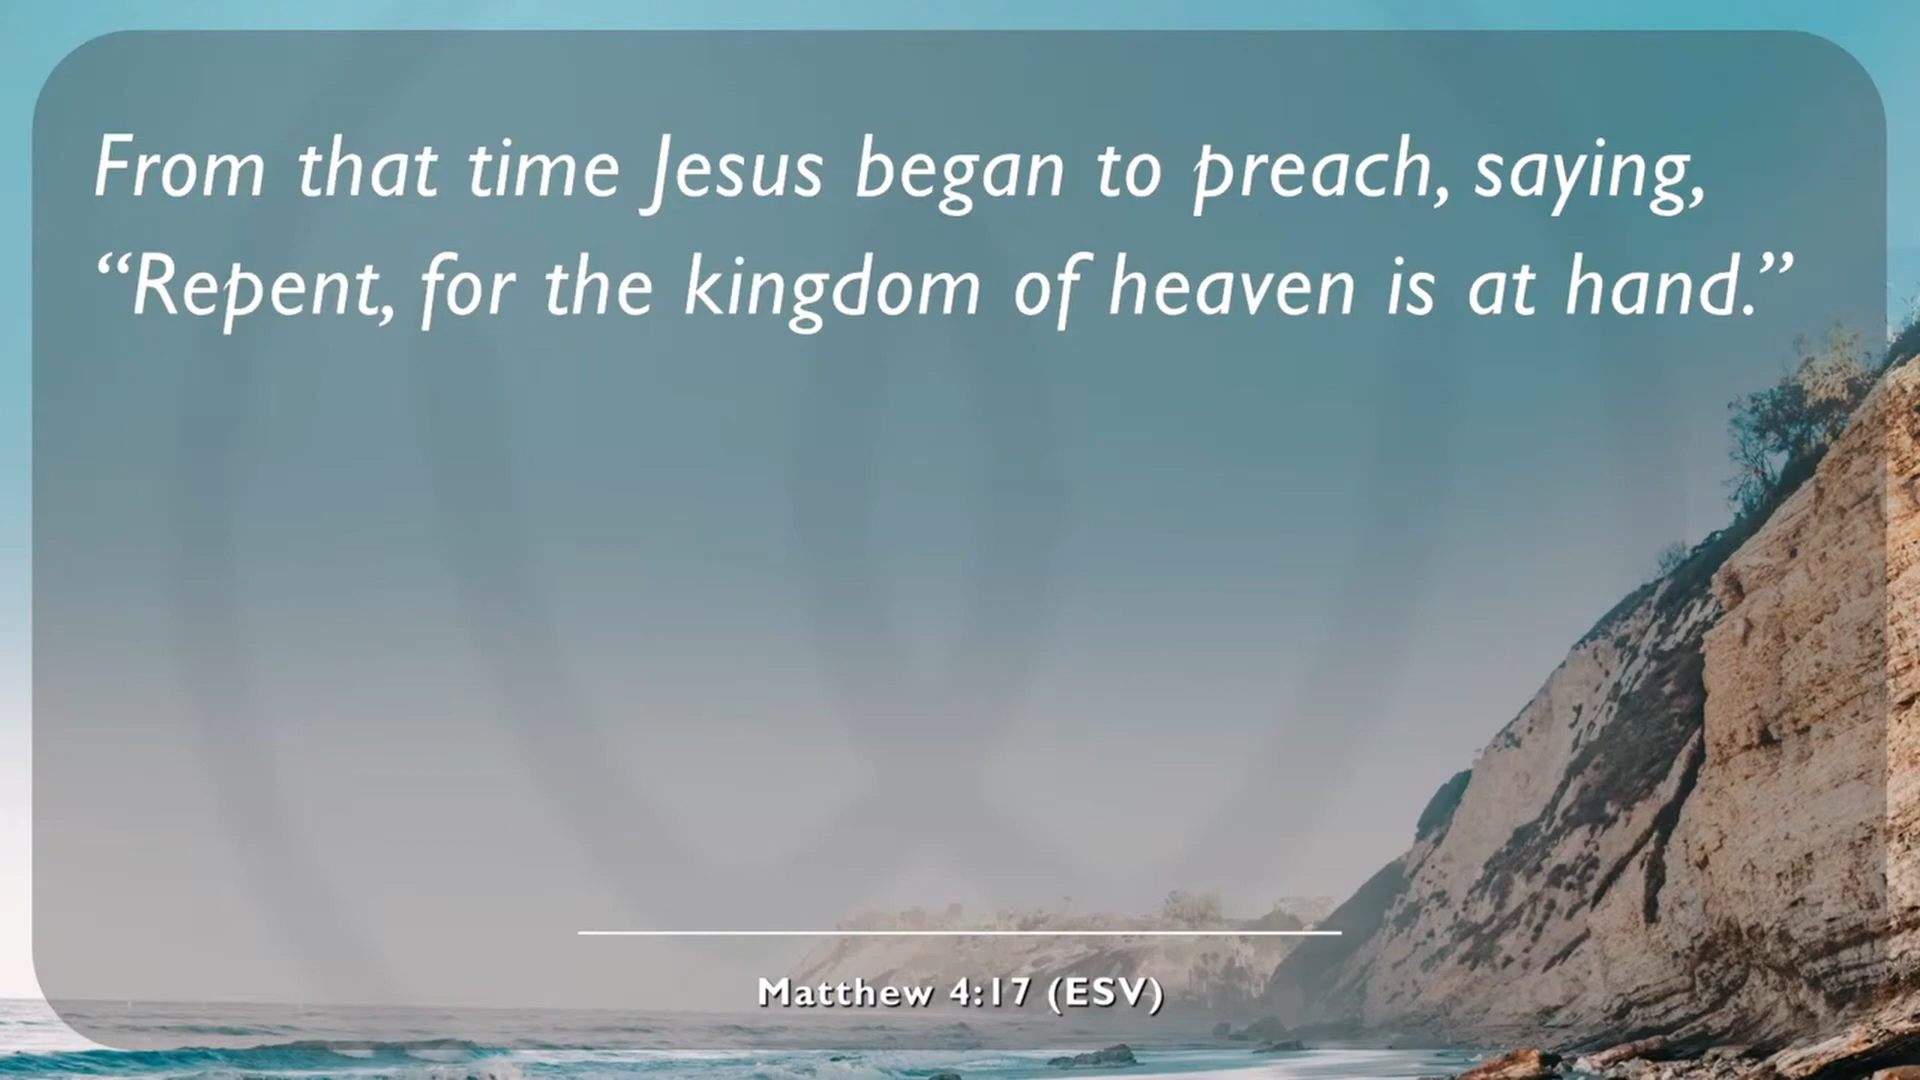 From that time Jesus began to preach, saying,
“Repent, for the kingdom of heaven is at hand.”
Matthew 4:17 (ESV)